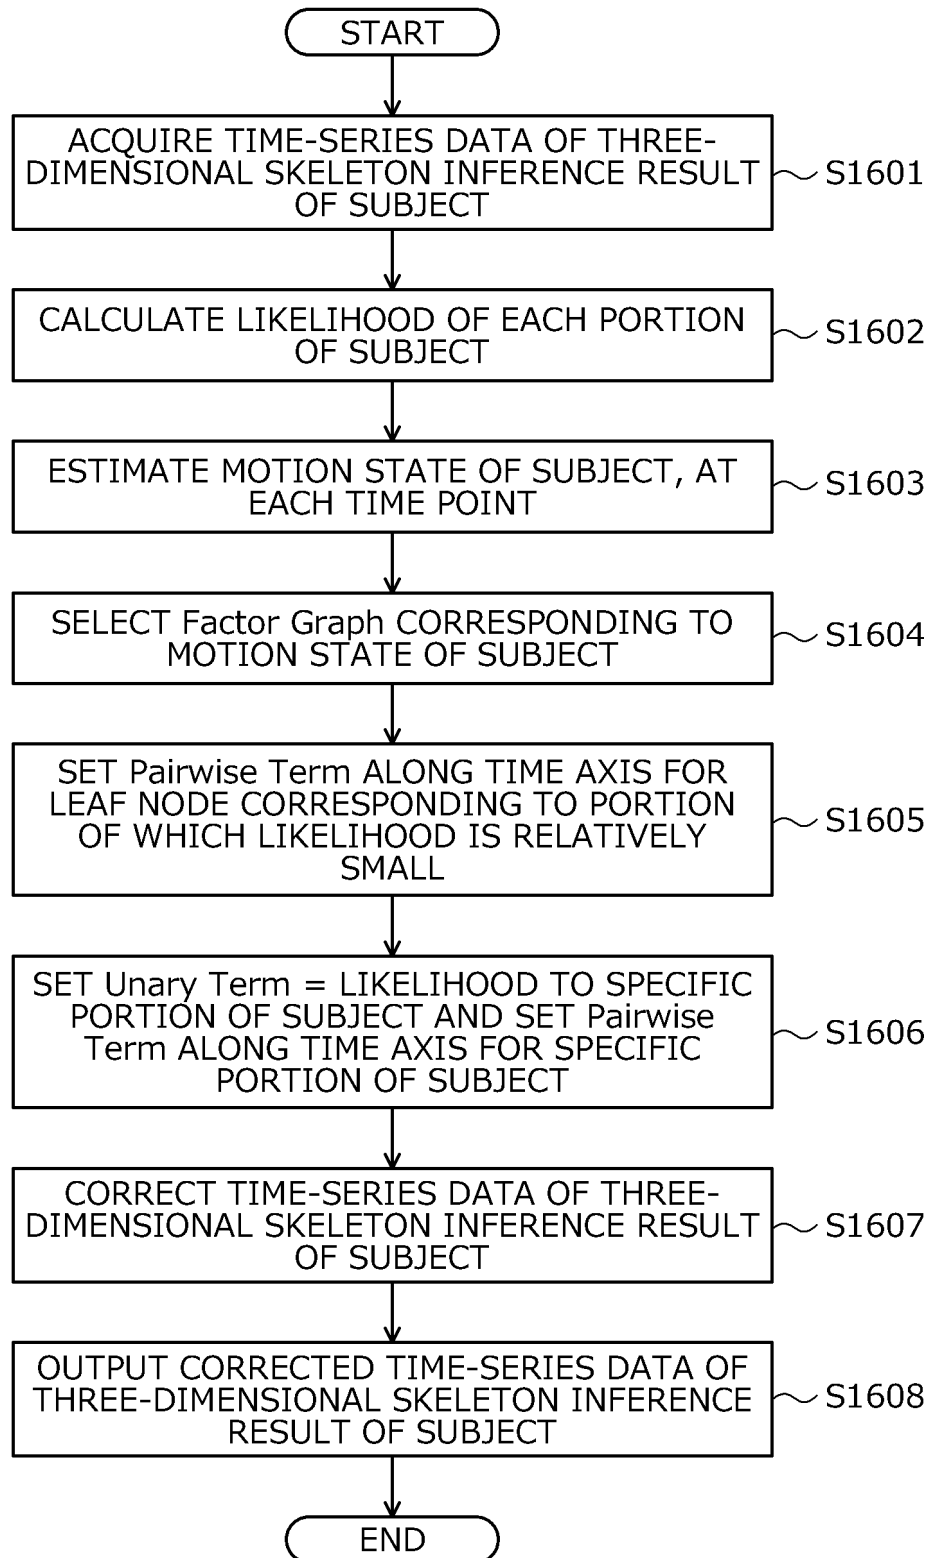 START
ACQUIRE TIME-SERIES DATA OF THREE-
DIMENSIONAL SKELETON INFERENCE RESULT
OF SUBJECT
S1601
CALCULATE LIKELIHOOD OF EACH PORTION
OF SUBJECT
S1602
ESTIMATE MOTION STATE OF SUBJECT, AT
EACH TIME POINT
S1603
SELECT Factor Graph CORRESPONDING TO
MOTION STATE OF SUBJECT
S1604
SET Pairwise Term ALONG TIME AXIS FOR
LEAF NODE CORRESPONDING TO PORTION
OF WHICH LIKELIHOOD IS RELATIVELY
SMALL
S1605
SET Unary Term = LIKELIHOOD TO SPECIFIC
PORTION OF SUBJECT AND SET Pairwise
Term ALONG TIME AXIS FOR SPECIFIC
PORTION OF SUBJECT
S1606
CORRECT TIME-SERIES DATA OF THREE-
DIMENSIONAL SKELETON INFERENCE RESULT
OF SUBJECT
S1607
OUTPUT CORRECTED TIME-SERIES DATA OF
THREE-DIMENSIONAL SKELETON INFERENCE
RESULT OF SUBJECT
S1608
END